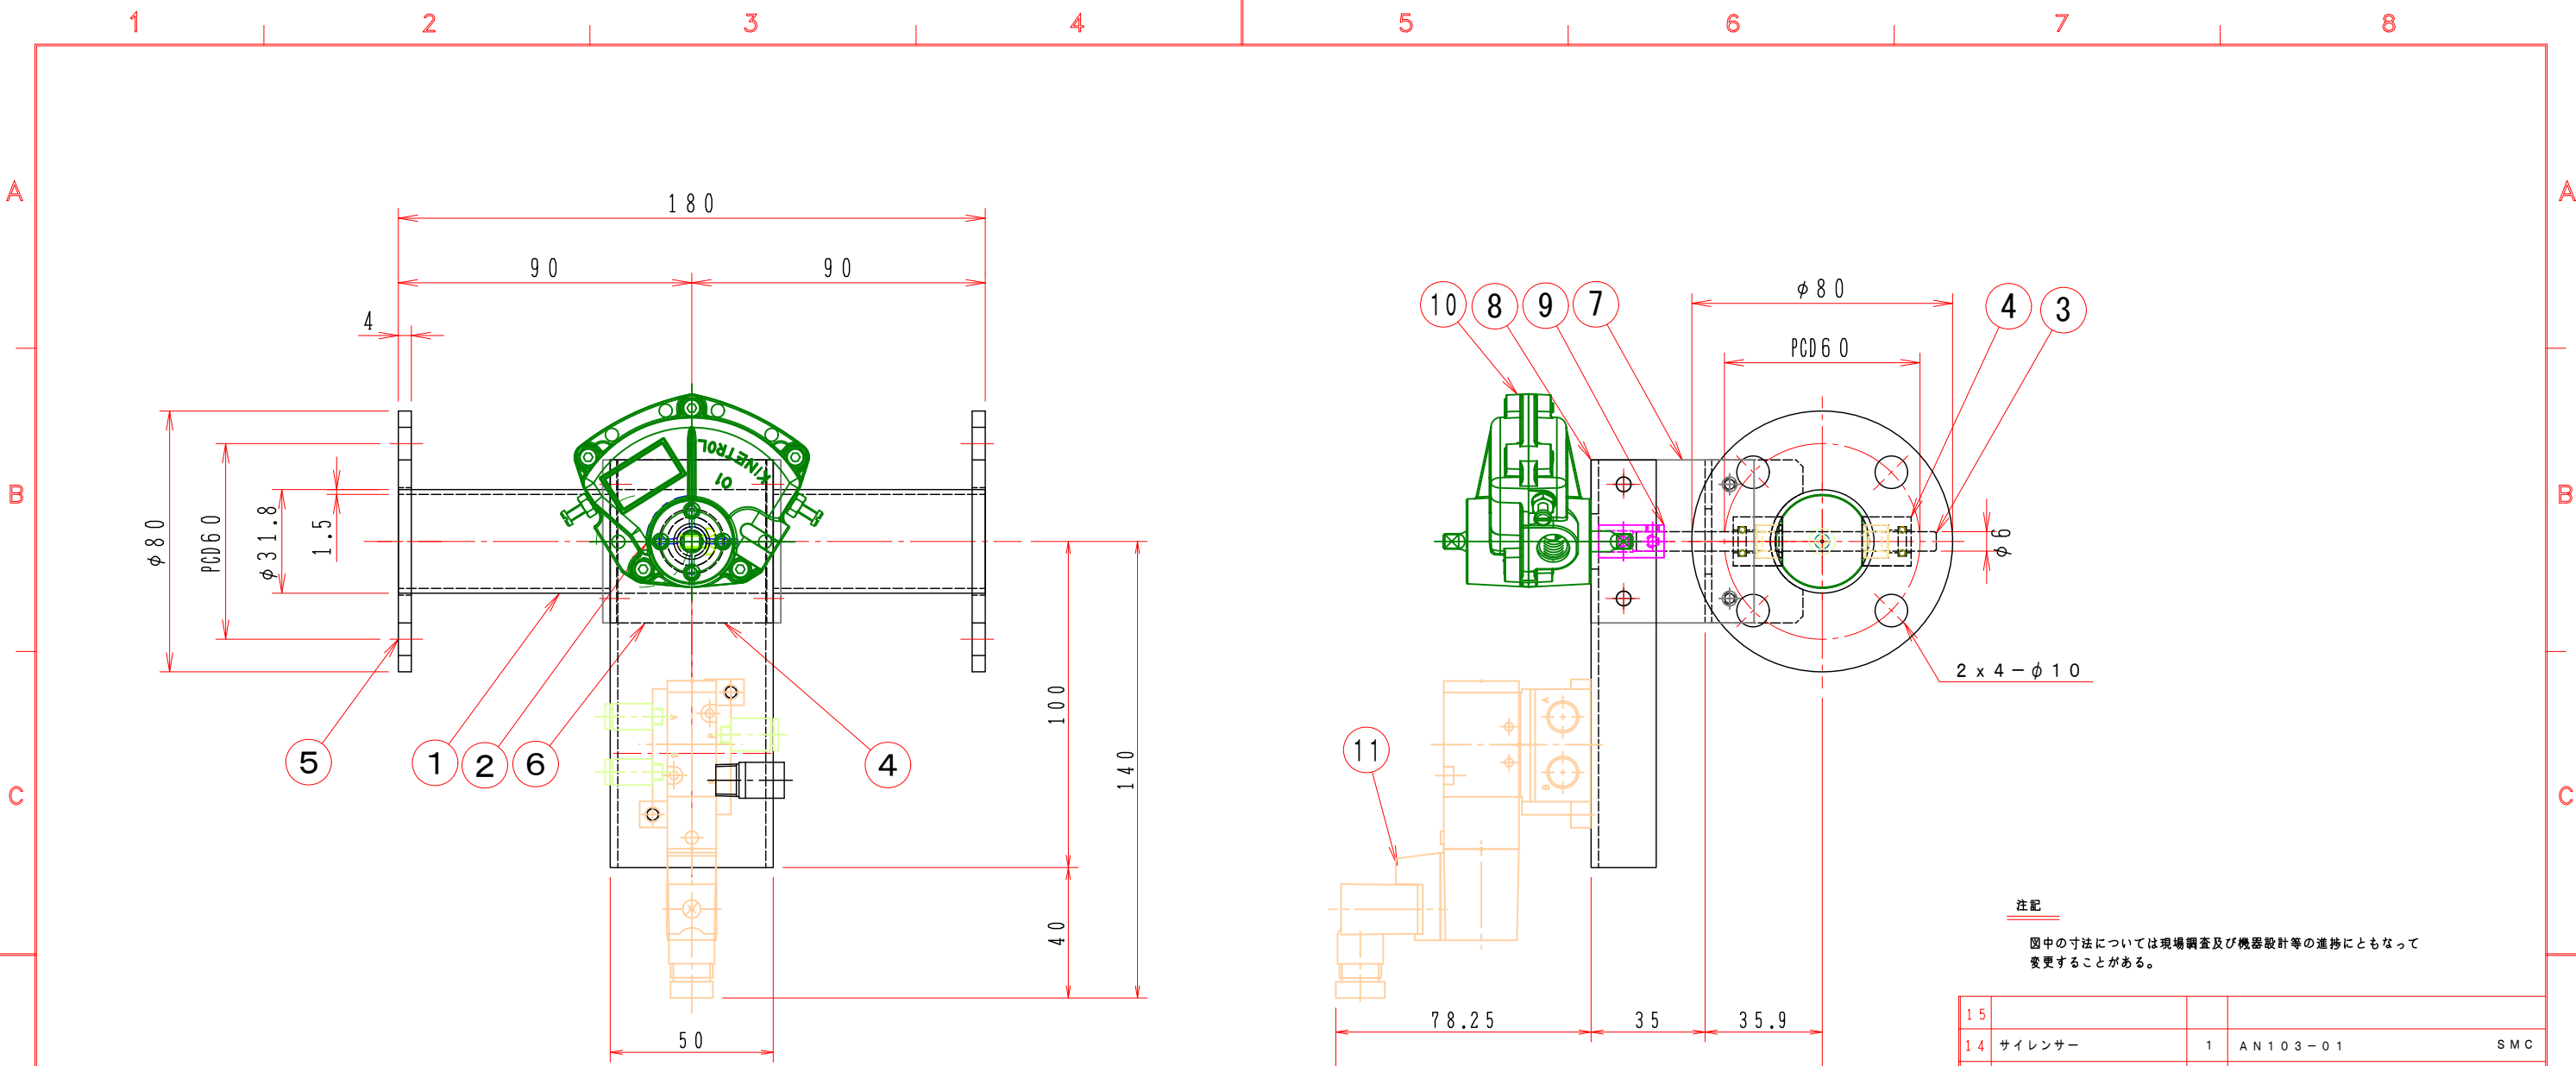 1 2 3 4 5 6 7 8
A A
B B
C C
180
90 90
4
φ80
PCD60
φ31.8
1.5
KINETROL
01
100
140
40
50
5 1 2 6 4
10 8 9 7 4 3
φ80
PCD60
φ6
2x4-φ10
11
A
B
78.25 35 35.9
注記
図中の寸法については現場調査及び機器設計等の進捗にともなって
変更することがある。
15
14 サイレンサー 1 AN103-01 SMC